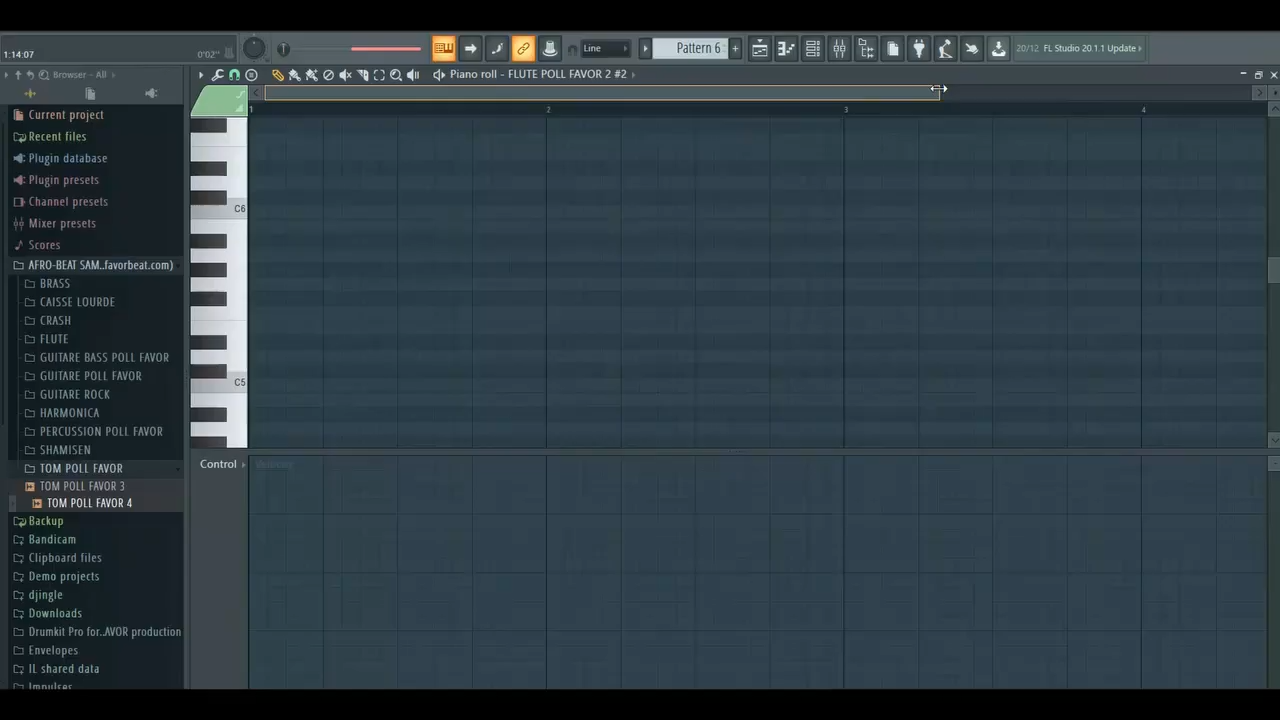 1:14:07
0'02"
Line
Pattern 6
20/12 FL Studio 20.1.1 Update
Browser - All
Piano roll - FLUTE POLL FAVOR 2 #2
1
2
3
4
Current project
Recent files
Plugin database
Plugin presets
Channel presets
Mixer presets
Scores
AFRO-BEAT SAM..favorbeat.com)
BRASS
CAISSE LOURDE
CRASH
FLUTE
GUITARE BASS POLL FAVOR
GUITARE POLL FAVOR
GUITARE ROCK
HARMONICA
PERCUSSION POLL FAVOR
SHAMISEN
TOM POLL FAVOR
TOM POLL FAVOR 3
TOM POLL FAVOR 4
Backup
Bandicam
Clipboard files
Demo projects
djingle
Downloads
Drumkit Pro for..AVOR production
Envelopes
IL shared data
Impulses
C6
C5
Control